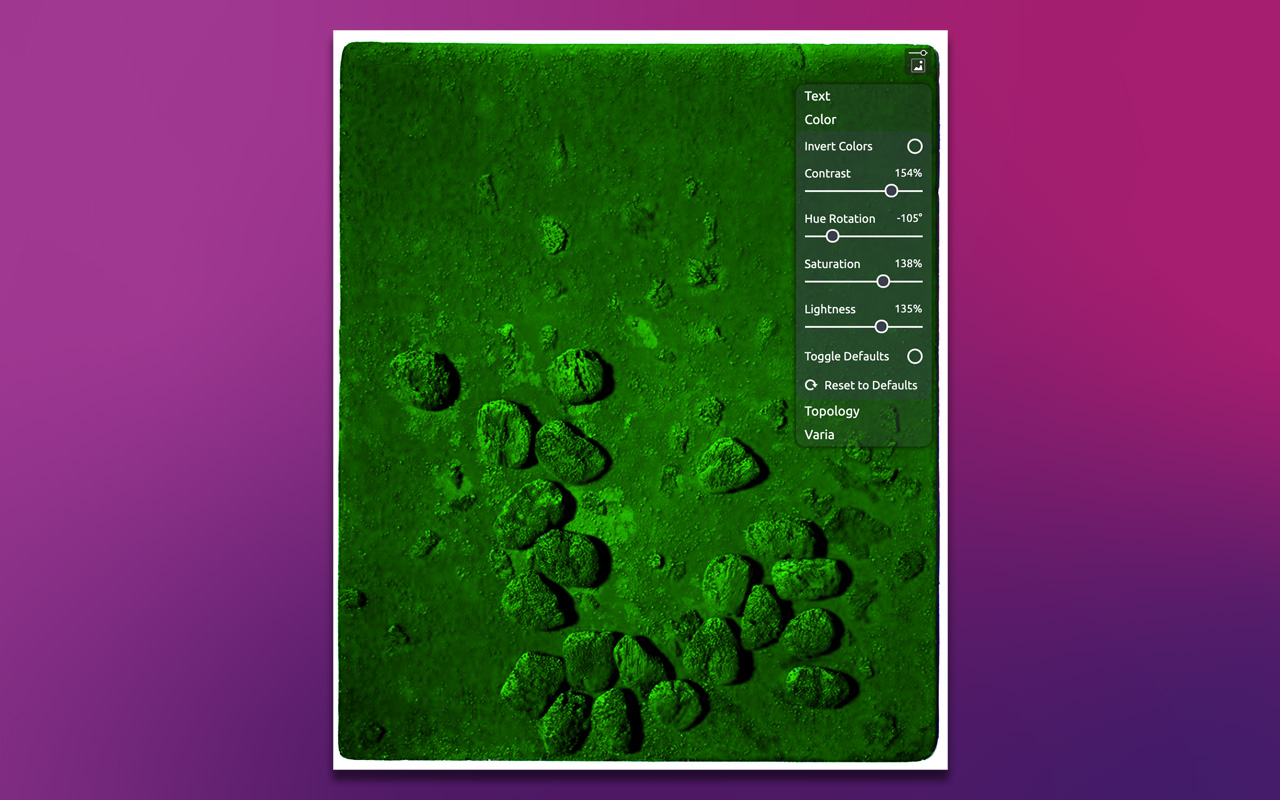 Text
Color
Invert Colors
Contrast 154%
Hue Rotation -105°
Saturation 138%
Lightness 135%
Toggle Defaults
Reset to Defaults
Topology
Varia